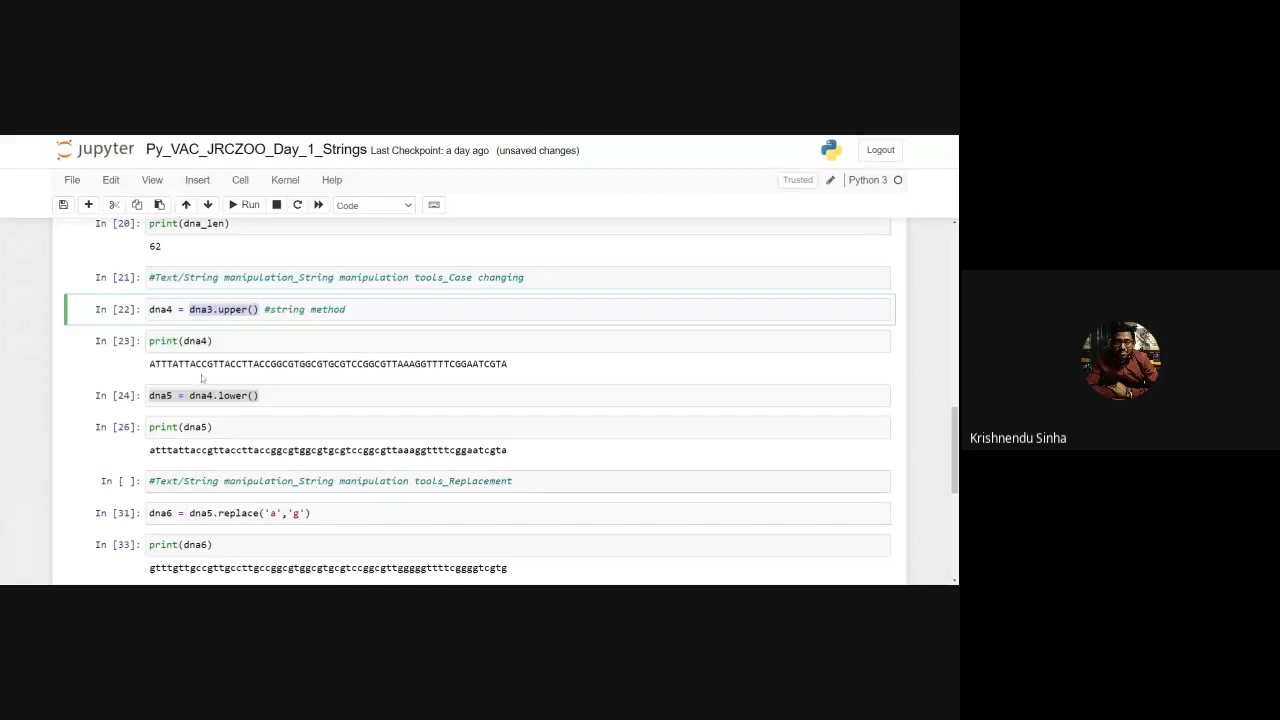 jupyter Py_VAC_JRCZOO_Day_1_Strings Last Checkpoint: a day ago (unsaved changes) Logout
File Edit View Insert Cell Kernel Help Trusted Python 3
Run Code
In [20]: print(dna_len)
62
In [21]: #Text/String manipulation_String manipulation tools_Case changing
In [22]: dna4 = dna3.upper() #string method
In [23]: print(dna4)
ATTTATTACCGTTACCTTACCGGCGTGGCGTGCGTCCGGCGTTAAAGGTTTTCGGAATCGTA
In [24]: dna5 = dna4.lower()
In [26]: print(dna5)
atttattaccgttaccttaccggcgtggcgtgcgtccggcgttaaaggttttcggaatcgta
In [ ]: #Text/String manipulation_String manipulation tools_Replacement
In [31]: dna6 = dna5.replace('a','g')
In [33]: print(dna6)
gtttgttgccgttgccttgccggcgtggcgtgcgtccggcgttgggggttttcggggtcgtg
Krishnendu Sinha